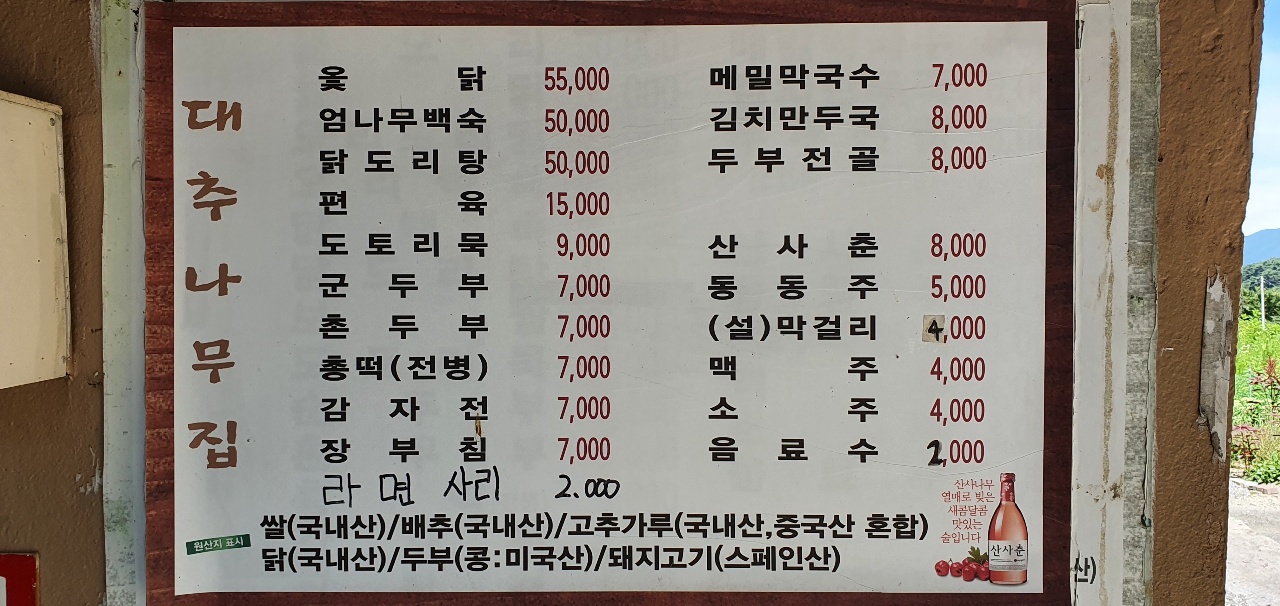 대추나무집
옻닭 55,000
엄나무백숙 50,000
닭도리탕 50,000
편육 15,000
도토리묵 9,000
군두부 7,000
촌두부 7,000
총떡(전병) 7,000
감자전 7,000
장부침 7,000
라면 사리 2.000
메밀막국수 7,000
김치만두국 8,000
두부전골 8,000
산사춘 8,000
동동주 5,000
(설)막걸리 4,000
맥주 4,000
소주 4,000
음료수 2,000
원산지 표시
쌀(국내산)/배추(국내산)/고추가루(국내산,중국산 혼합)
닭(국내산)/두부(콩:미국산)/돼지고기(스페인산)
산사나무
열매로 빚은
새콤달콤
맛있는
술입니다
산사춘
산)